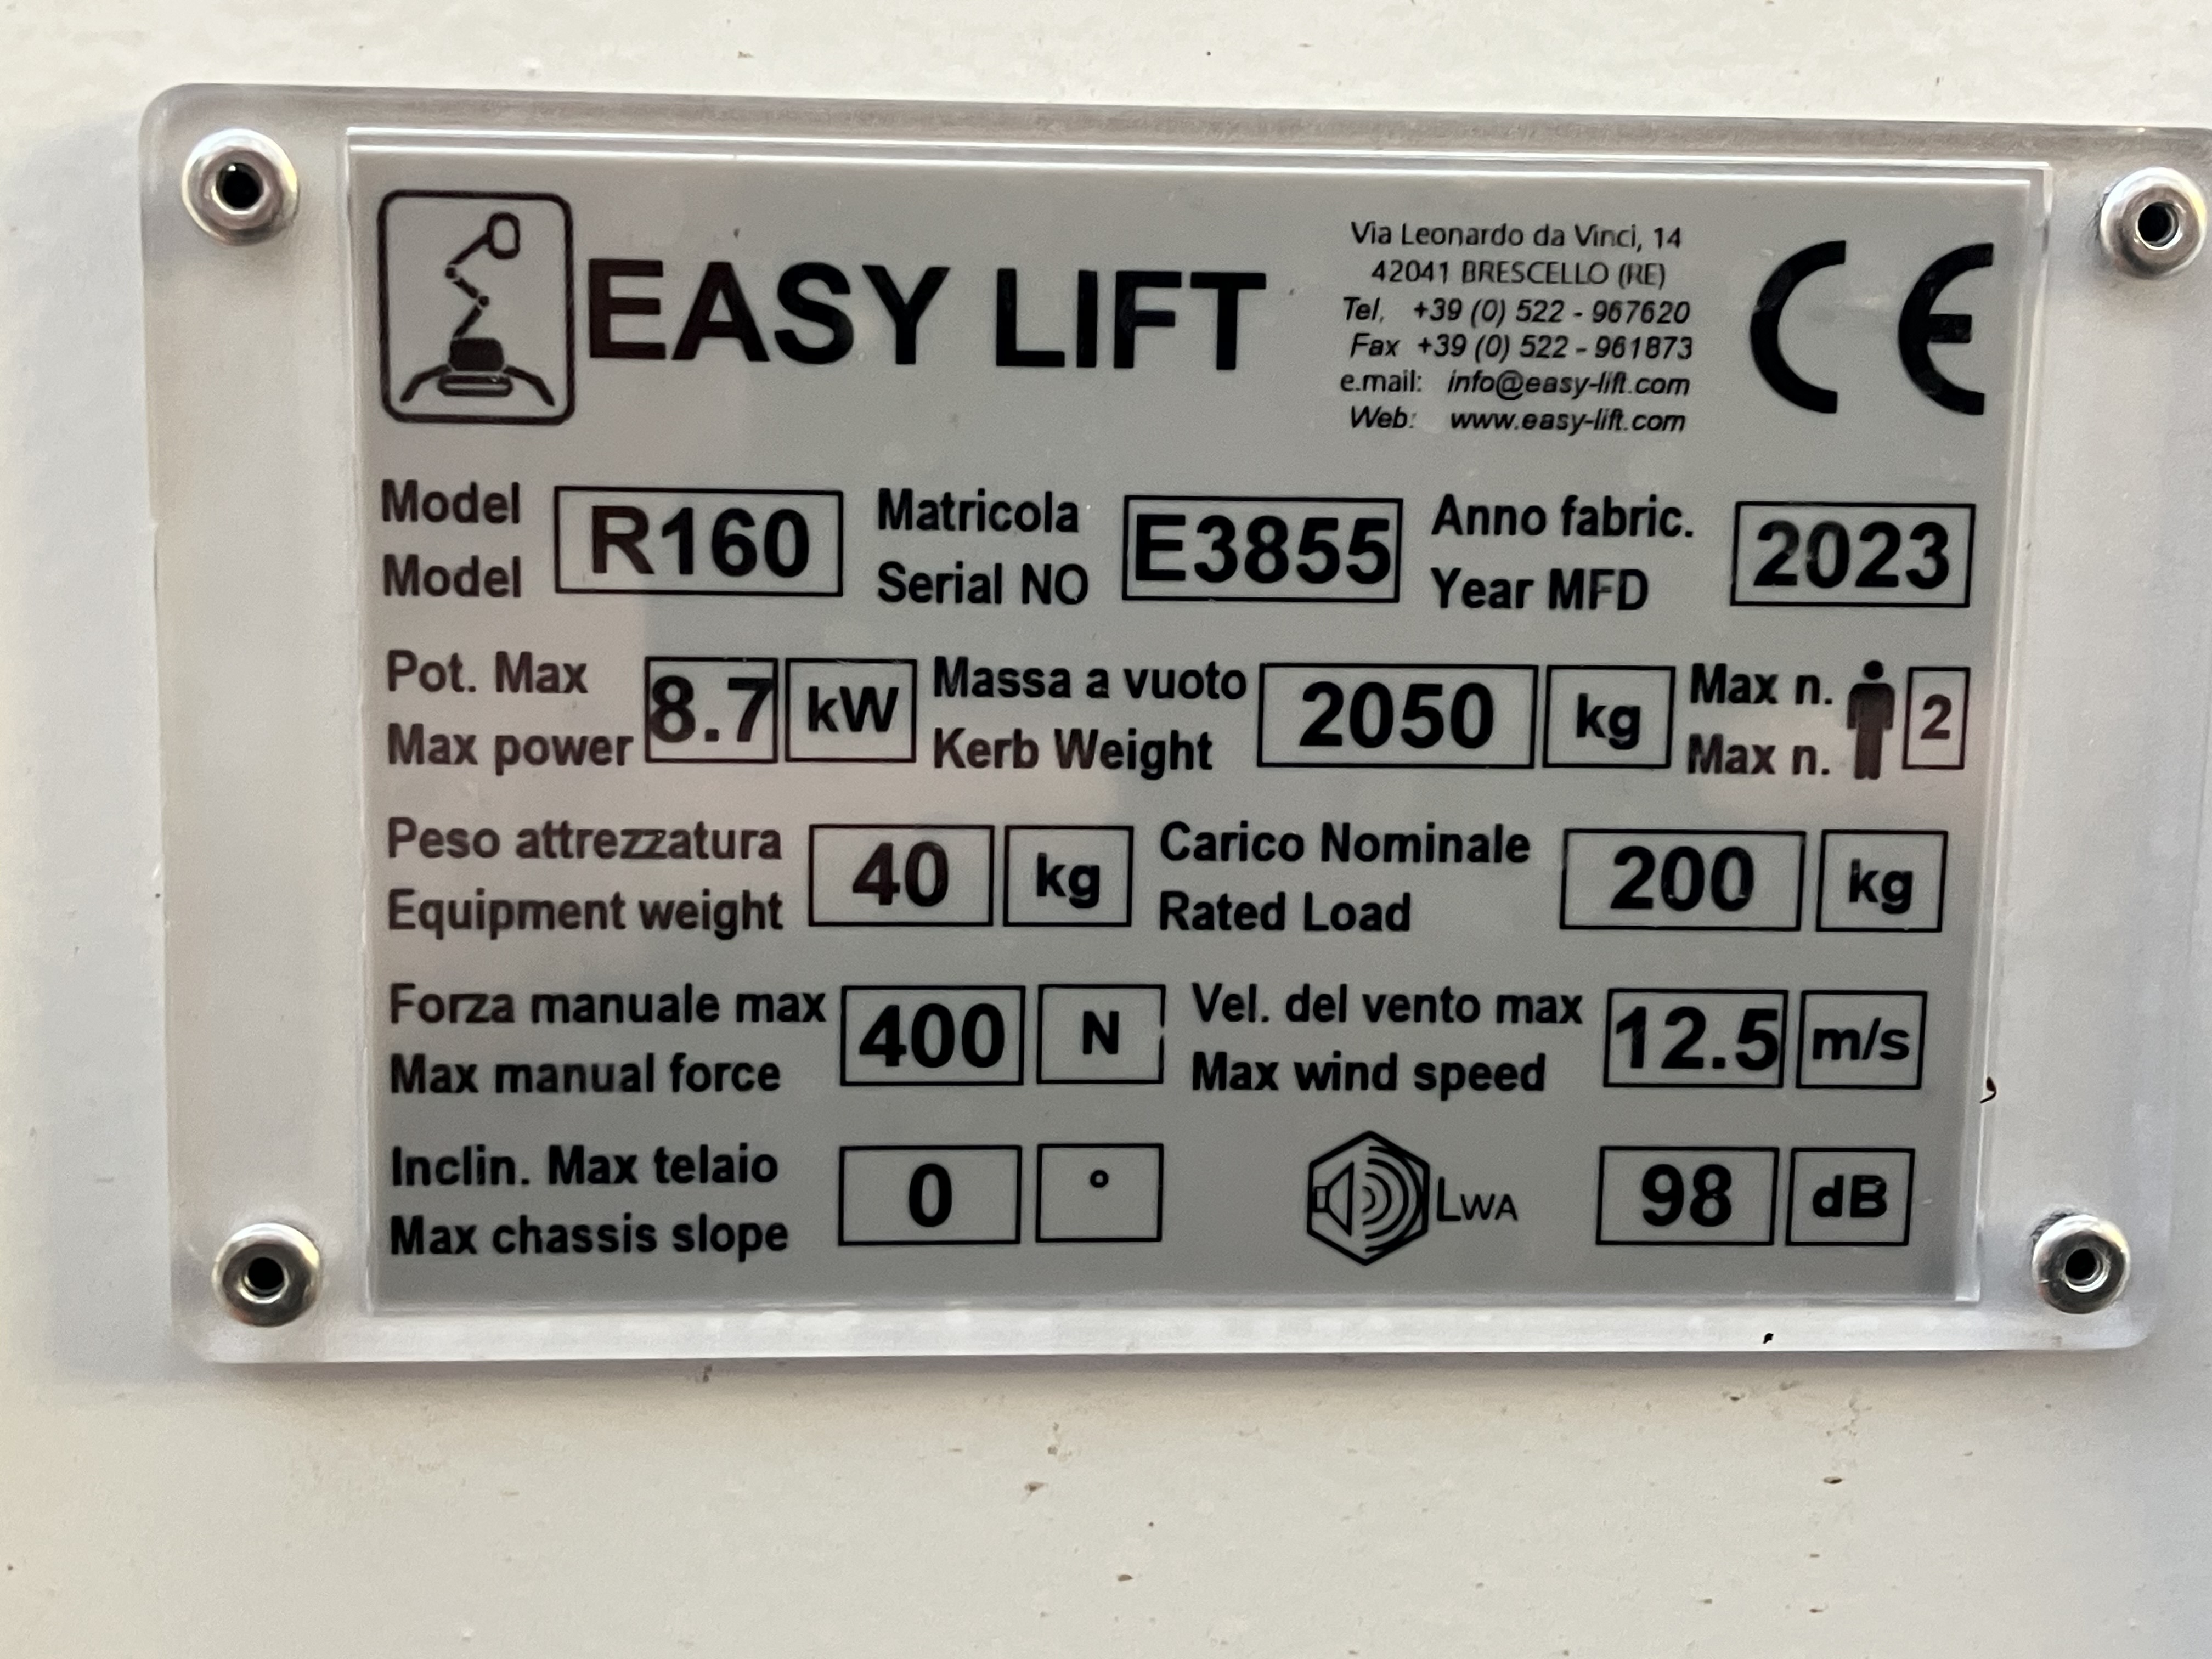 EASY LIFT
Via Leonardo da Vinci, 14
42041 BRESCELLO (RE)
Tel. +39 (0) 522 - 967620
Fax +39 (0) 522 - 961873
e.mail: info@easy-lift.com
Web: www.easy-lift.com
CE
Model
Model
R160
Matricola
Serial NO
E3855
Anno fabric.
Year MFD
2023
Pot. Max
Max power
8.7 kW
Massa a vuoto
Kerb Weight
2050 kg
Max n.
Max n.
2
Peso attrezzatura
Equipment weight
40 kg
Carico Nominale
Rated Load
200 kg
Forza manuale max
Max manual force
400 N
Vel. del vento max
Max wind speed
12.5 m/s
Inclin. Max telaio
Max chassis slope
0 °
LWA
98 dB